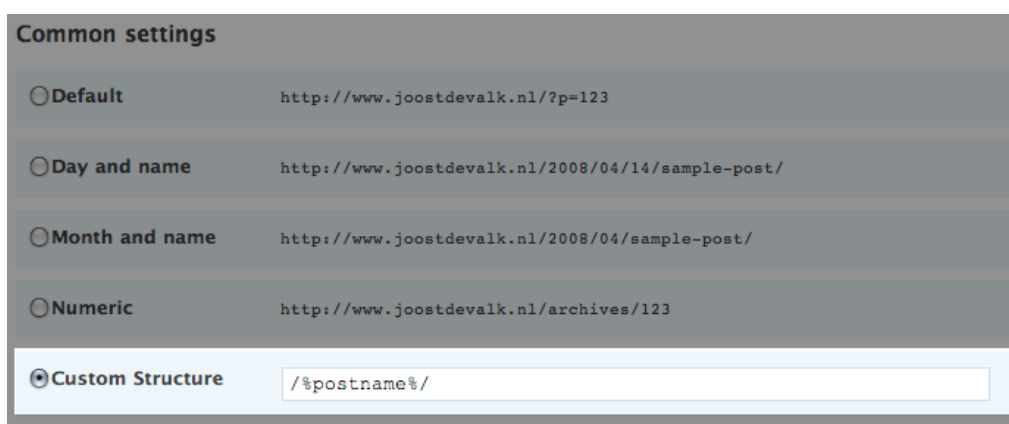 Common settings
Default http://www.joostdevalk.nl/?p=123
Day and name http://www.joostdevalk.nl/2008/04/14/sample-post/
Month and name http://www.joostdevalk.nl/2008/04/sample-post/
Numeric http://www.joostdevalk.nl/archives/123
Custom Structure /%postname%/